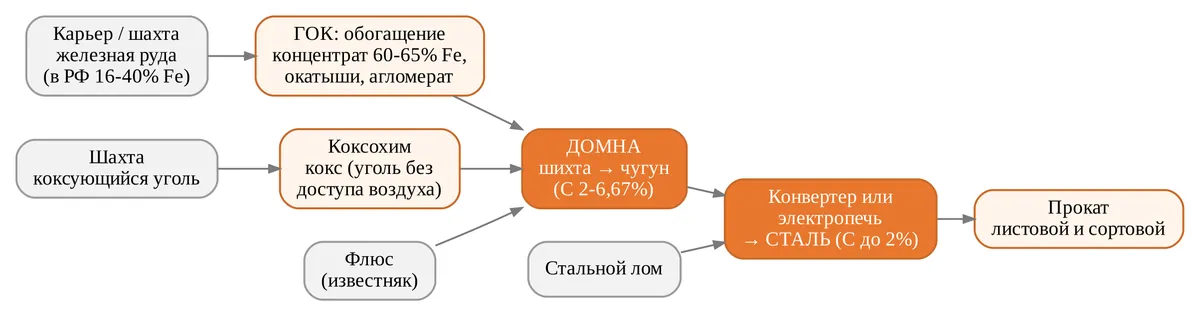 Карьер / шахта
железная руда
(в РФ 16-40% Fe)
ГОК: обогащение
концентрат 60-65% Fe,
окатыши, агломерат
Шахта
коксующийся уголь
Коксохим
кокс (уголь без
доступа воздуха)
ДОМНА
шихта → чугун
(C 2-6,67%)
Флюс
(известняк)
Стальной лом
Конвертер или
электропечь
→ СТАЛЬ (C до 2%)
Прокат
листовой и сортовой